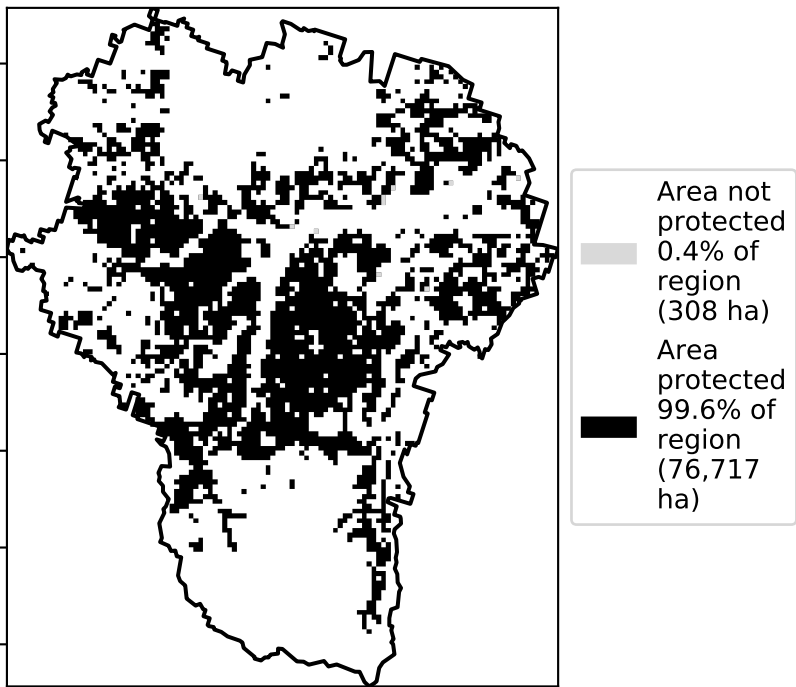 Area not
protected
0.4% of
region
(308 ha)
Area
protected
99.6% of
region
(76,717
ha)